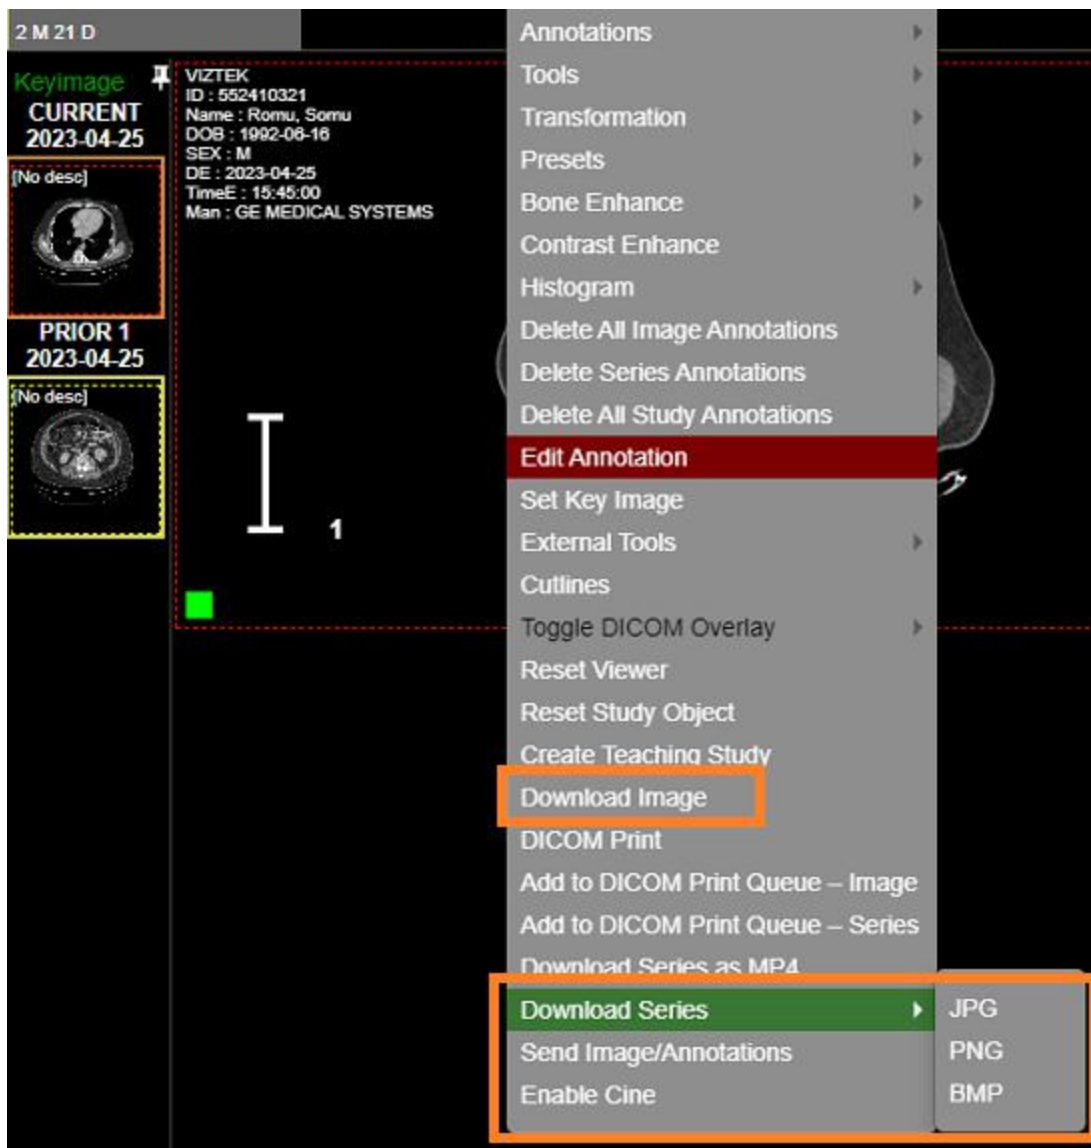 2 M 21 D
Keyimage
CURRENT
2023-04-25
[No desc]
PRIOR 1
2023-04-25
[No desc]
VIZTEK
ID : 552410321
Name : Romu, Somu
DOB : 1992-06-16
SEX : M
DE : 2023-04-25
TimeE : 15:45:00
Man : GE MEDICAL SYSTEMS
1
Annotations
Tools
Transformation
Presets
Bone Enhance
Contrast Enhance
Histogram
Delete All Image Annotations
Delete Series Annotations
Delete All Study Annotations
Edit Annotation
Set Key Image
External Tools
Cutlines
Toggle DICOM Overlay
Reset Viewer
Reset Study Object
Create Teaching Study
Download Image
DICOM Print
Add to DICOM Print Queue – Image
Add to DICOM Print Queue – Series
Download Series as MP4
Download Series
Send Image/Annotations
Enable Cine
JPG
PNG
BMP